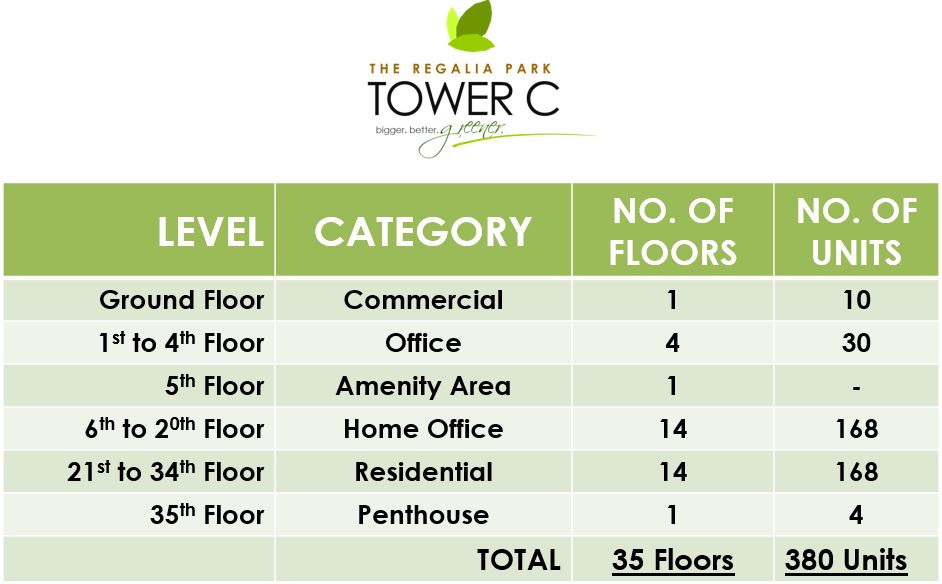 THE REGALIA PARK
TOWER C
bigger. better. greener.
LEVEL CATEGORY NO. OF FLOORS NO. OF UNITS
Ground Floor Commercial 1 10
1st to 4th Floor Office 4 30
5th Floor Amenity Area 1 -
6th to 20th Floor Home Office 14 168
21st to 34th Floor Residential 14 168
35th Floor Penthouse 1 4
TOTAL 35 Floors 380 Units